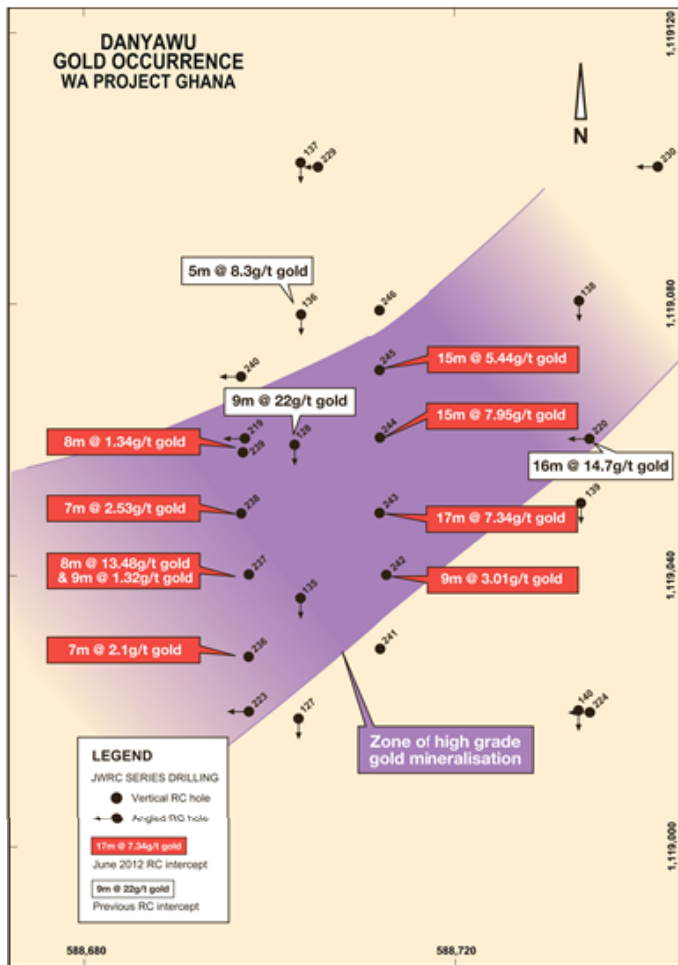 DANYAWU
GOLD OCCURRENCE
WA PROJECT GHANA
1,119120
N
137
229
230
5m @ 8.3g/t gold
136
246
138
1,119,080
240
245
15m @ 5.44g/t gold
9m @ 22g/t gold
8m @ 1.34g/t gold
219
239
128
244
15m @ 7.95g/t gold
220
16m @ 14.7g/t gold
7m @ 2.53g/t gold
238
243
17m @ 7.34g/t gold
139
8m @ 13.48g/t gold
& 9m @ 1.32g/t gold
237
242
9m @ 3.01g/t gold
1,119,040
135
7m @ 2.1g/t gold
236
241
223
127
140
224
Zone of high grade
gold mineralisation
LEGEND
JWRC SERIES DRILLING
Vertical RC hole
Angled RC hole
17m @ 7.34g/t gold
June 2012 RC intercept
9m @ 22g/t gold
Previous RC intercept
1,119,000
588,680
588,720